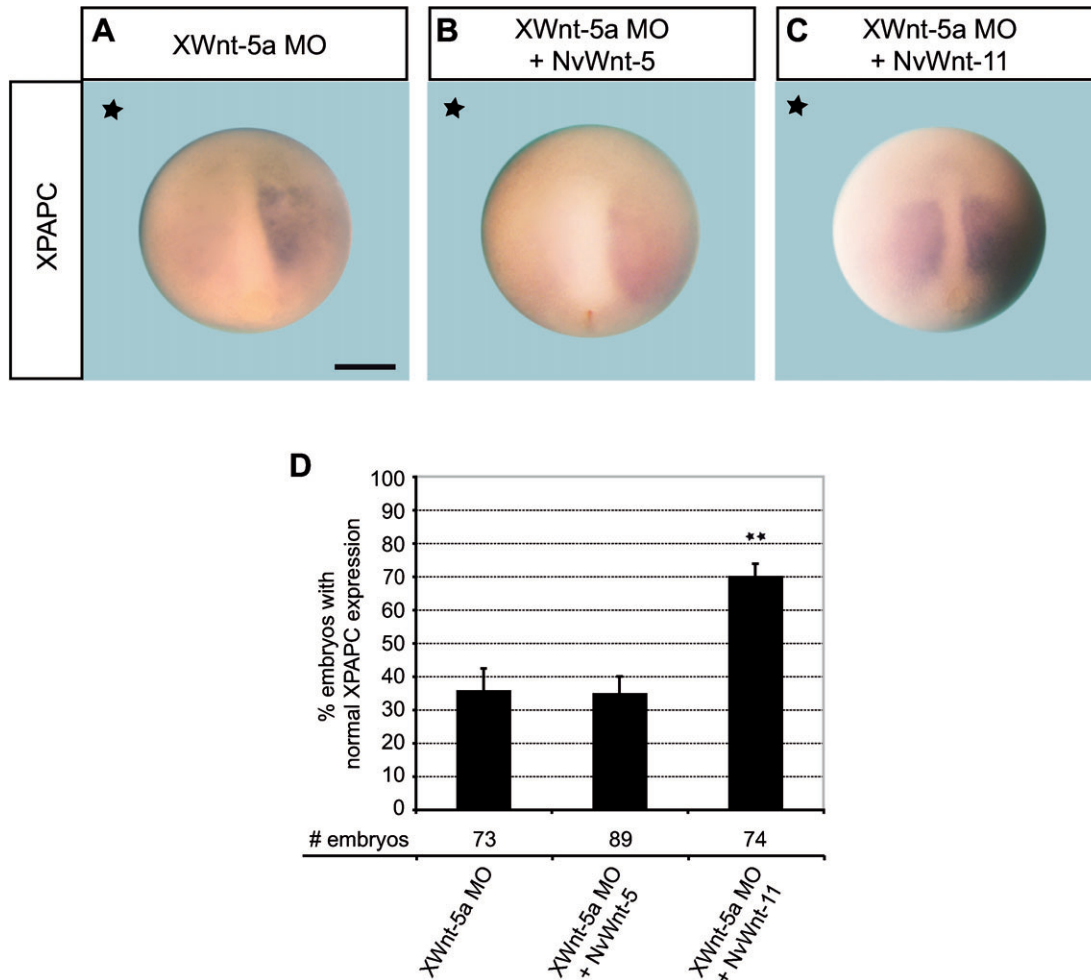 A
XWnt-5a MO
B
XWnt-5a MO
+ NvWnt-5
C
XWnt-5a MO
+ NvWnt-11
XPAPC
D
% embryos with
normal XPAPC expression
100
90
80
70
60
50
40
30
20
10
0
# embryos
73
89
74
XWnt-5a MO
XWnt-5a MO
+ NvWnt-5
XWnt-5a MO
+ NvWnt-11